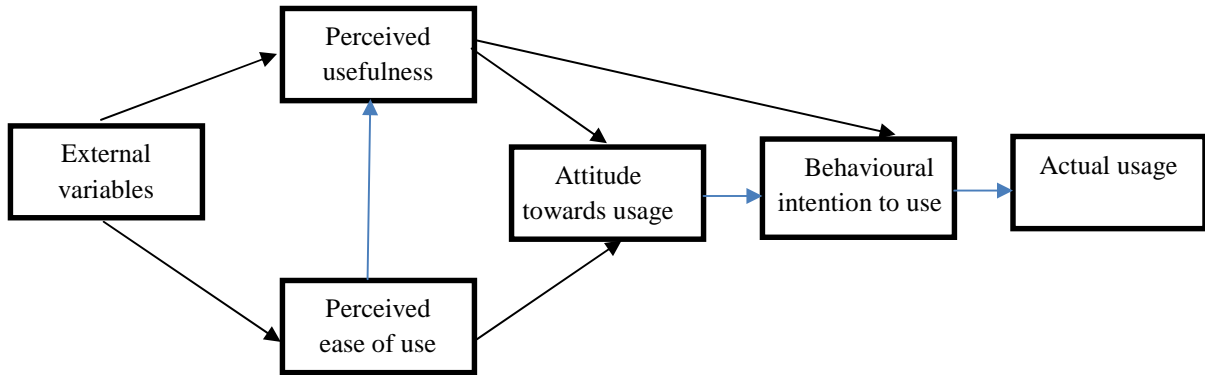 Perceived
usefulness
External
variables
Attitude
towards usage
Behavioural
intention to use
Actual usage
Perceived
ease of use